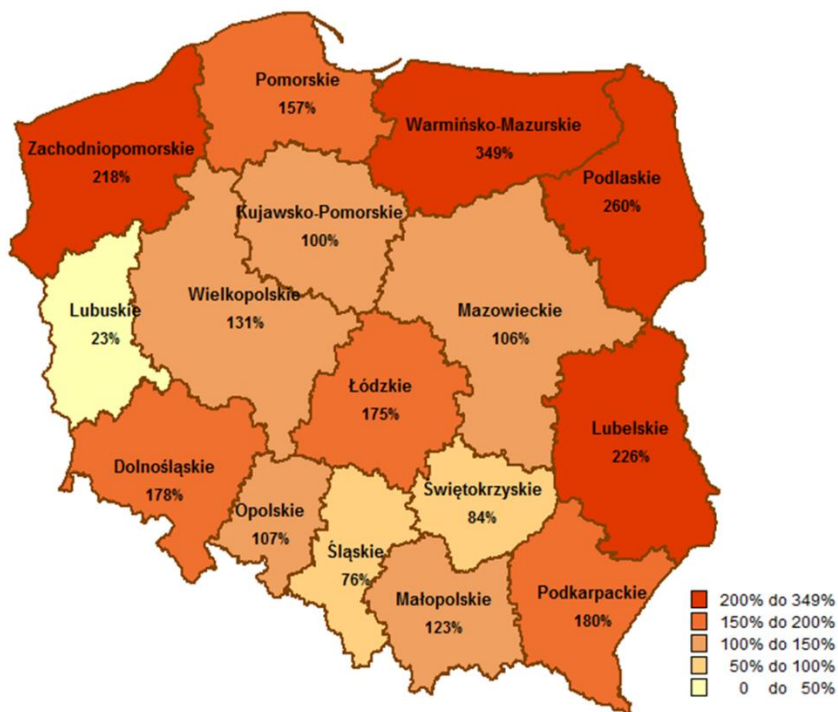 Pomorskie
157%
Warmińsko-Mazurskie
349%
Zachodniopomorskie
218%
Podlaskie
260%
Kujawsko-Pomorskie
100%
Wielkopolskie
131%
Lubuskie
23%
Mazowieckie
106%
Łódzkie
175%
Lubelskie
226%
Dolnośląskie
178%
Świętokrzyskie
84%
Opolskie
107%
Śląskie
76%
Małopolskie
123%
Podkarpackie
180%
200% do 349%
150% do 200%
100% do 150%
50% do 100%
0 do 50%